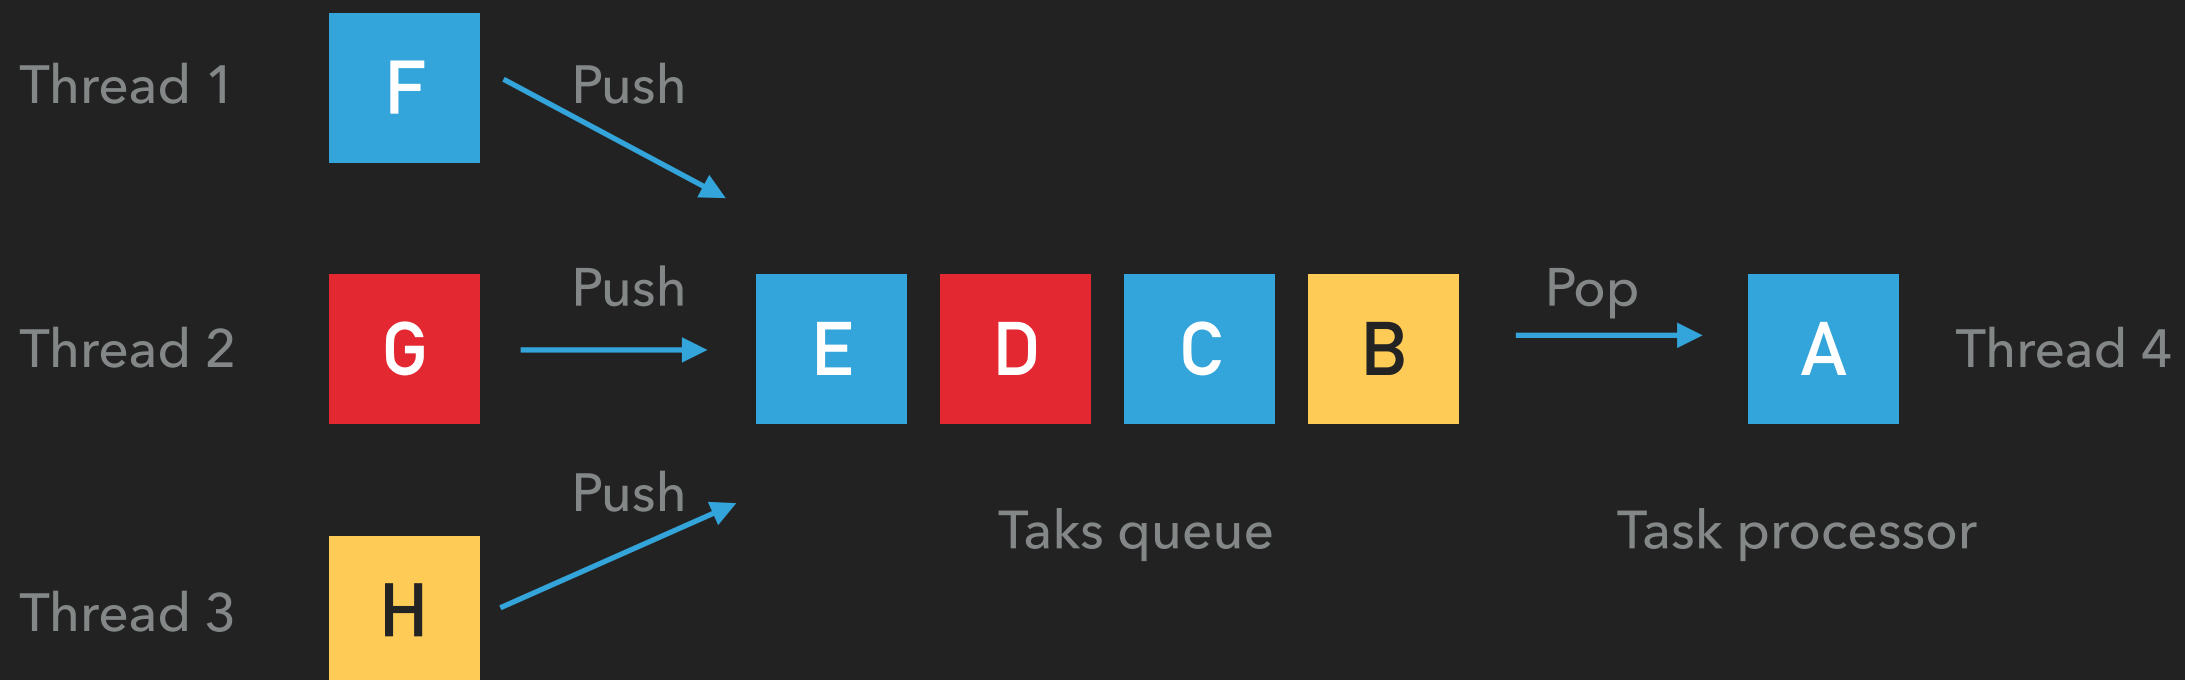 Thread 1
F
Push
Thread 2
G
Push
E
D
C
B
Pop
A
Thread 4
Thread 3
H
Push
Taks queue
Task processor